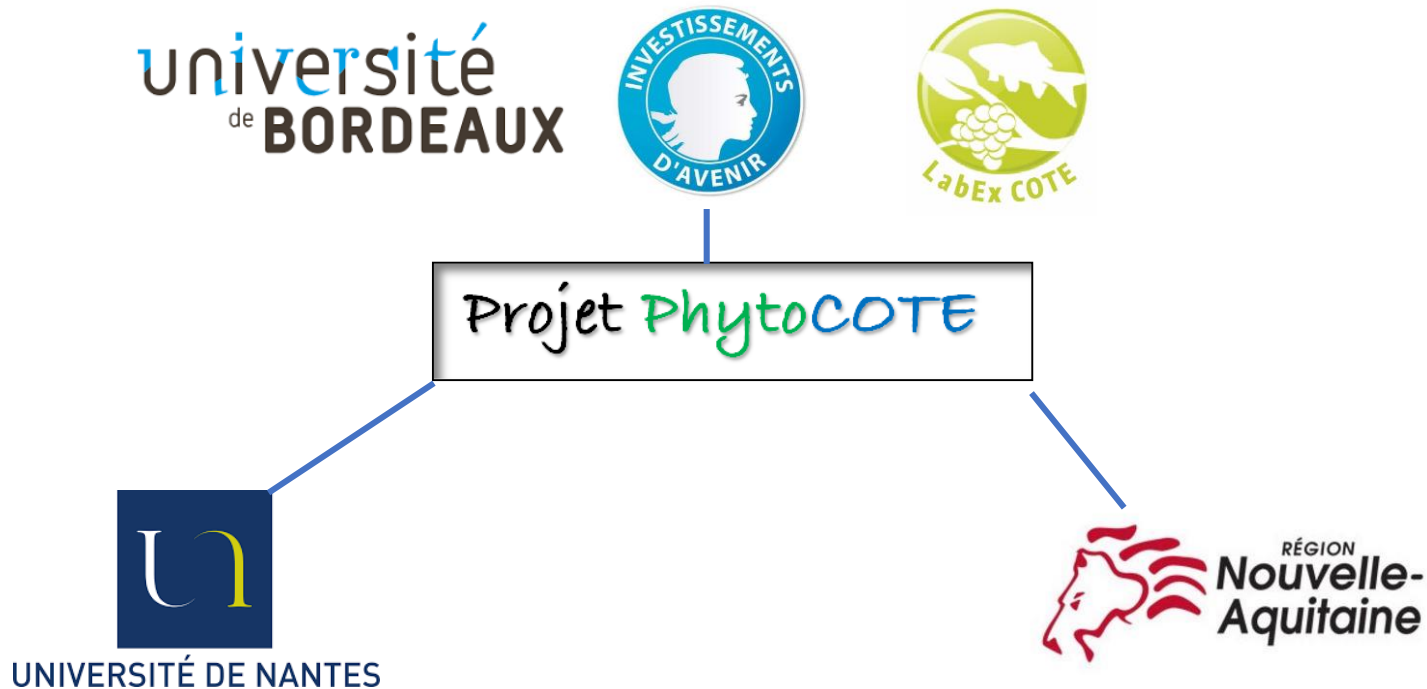 université
de BORDEAUX
INVESTISSEMENTS
D'AVENIR
LabEx COTE
Projet PhytoCOTE
UNIVERSITÉ DE NANTES
RÉGION
Nouvelle-
Aquitaine